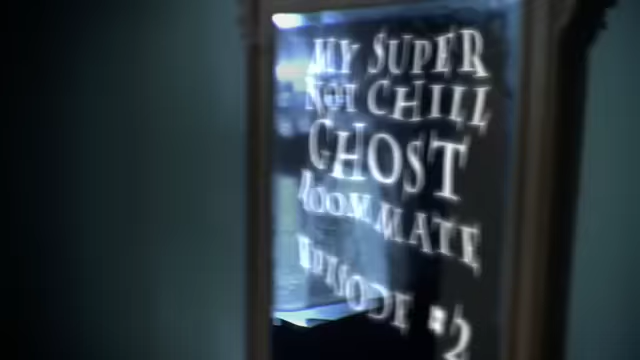 MY SUPER
NOT CHILL
GHOST
ROOMMATE
EPISODE #2